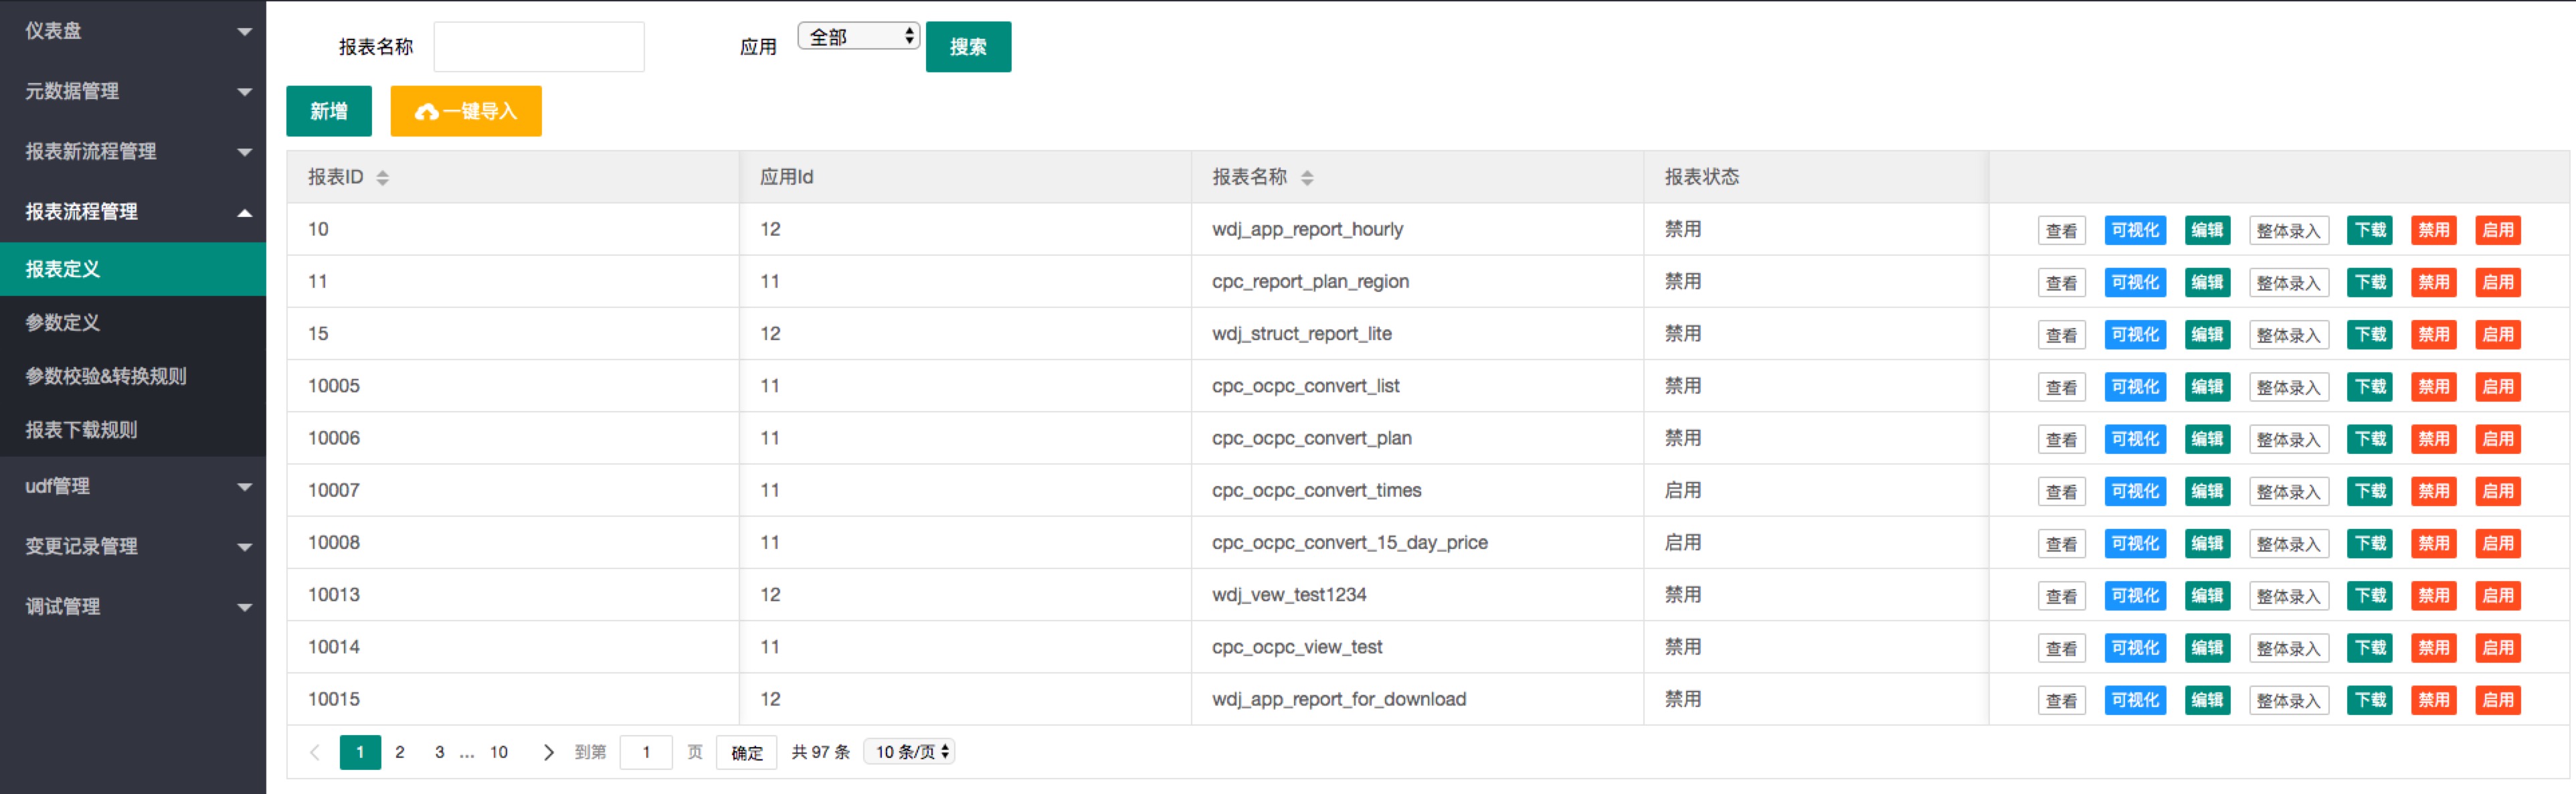 仪表盘
元数据管理
报表新流程管理
报表流程管理
报表定义
参数定义
参数校验&转换规则
报表下载规则
udf管理
变更记录管理
调试管理
报表名称 应用 全部 搜索
新增 一键导入
报表ID 应用Id 报表名称 报表状态
10 12 wdj_app_report_hourly 禁用 查看 可视化 编辑 整体录入 下载 禁用 启用
11 11 cpc_report_plan_region 禁用 查看 可视化 编辑 整体录入 下载 禁用 启用
15 12 wdj_struct_report_lite 禁用 查看 可视化 编辑 整体录入 下载 禁用 启用
10005 11 cpc_ocpc_convert_list 禁用 查看 可视化 编辑 整体录入 下载 禁用 启用
10006 11 cpc_ocpc_convert_plan 禁用 查看 可视化 编辑 整体录入 下载 禁用 启用
10007 11 cpc_ocpc_convert_times 启用 查看 可视化 编辑 整体录入 下载 禁用 启用
10008 11 cpc_ocpc_convert_15_day_price 启用 查看 可视化 编辑 整体录入 下载 禁用 启用
10013 12 wdj_vew_test1234 禁用 查看 可视化 编辑 整体录入 下载 禁用 启用
10014 11 cpc_ocpc_view_test 禁用 查看 可视化 编辑 整体录入 下载 禁用 启用
10015 12 wdj_app_report_for_download 禁用 查看 可视化 编辑 整体录入 下载 禁用 启用
1 2 3 ... 10 到第 1 页 确定 共 97 条 10 条/页